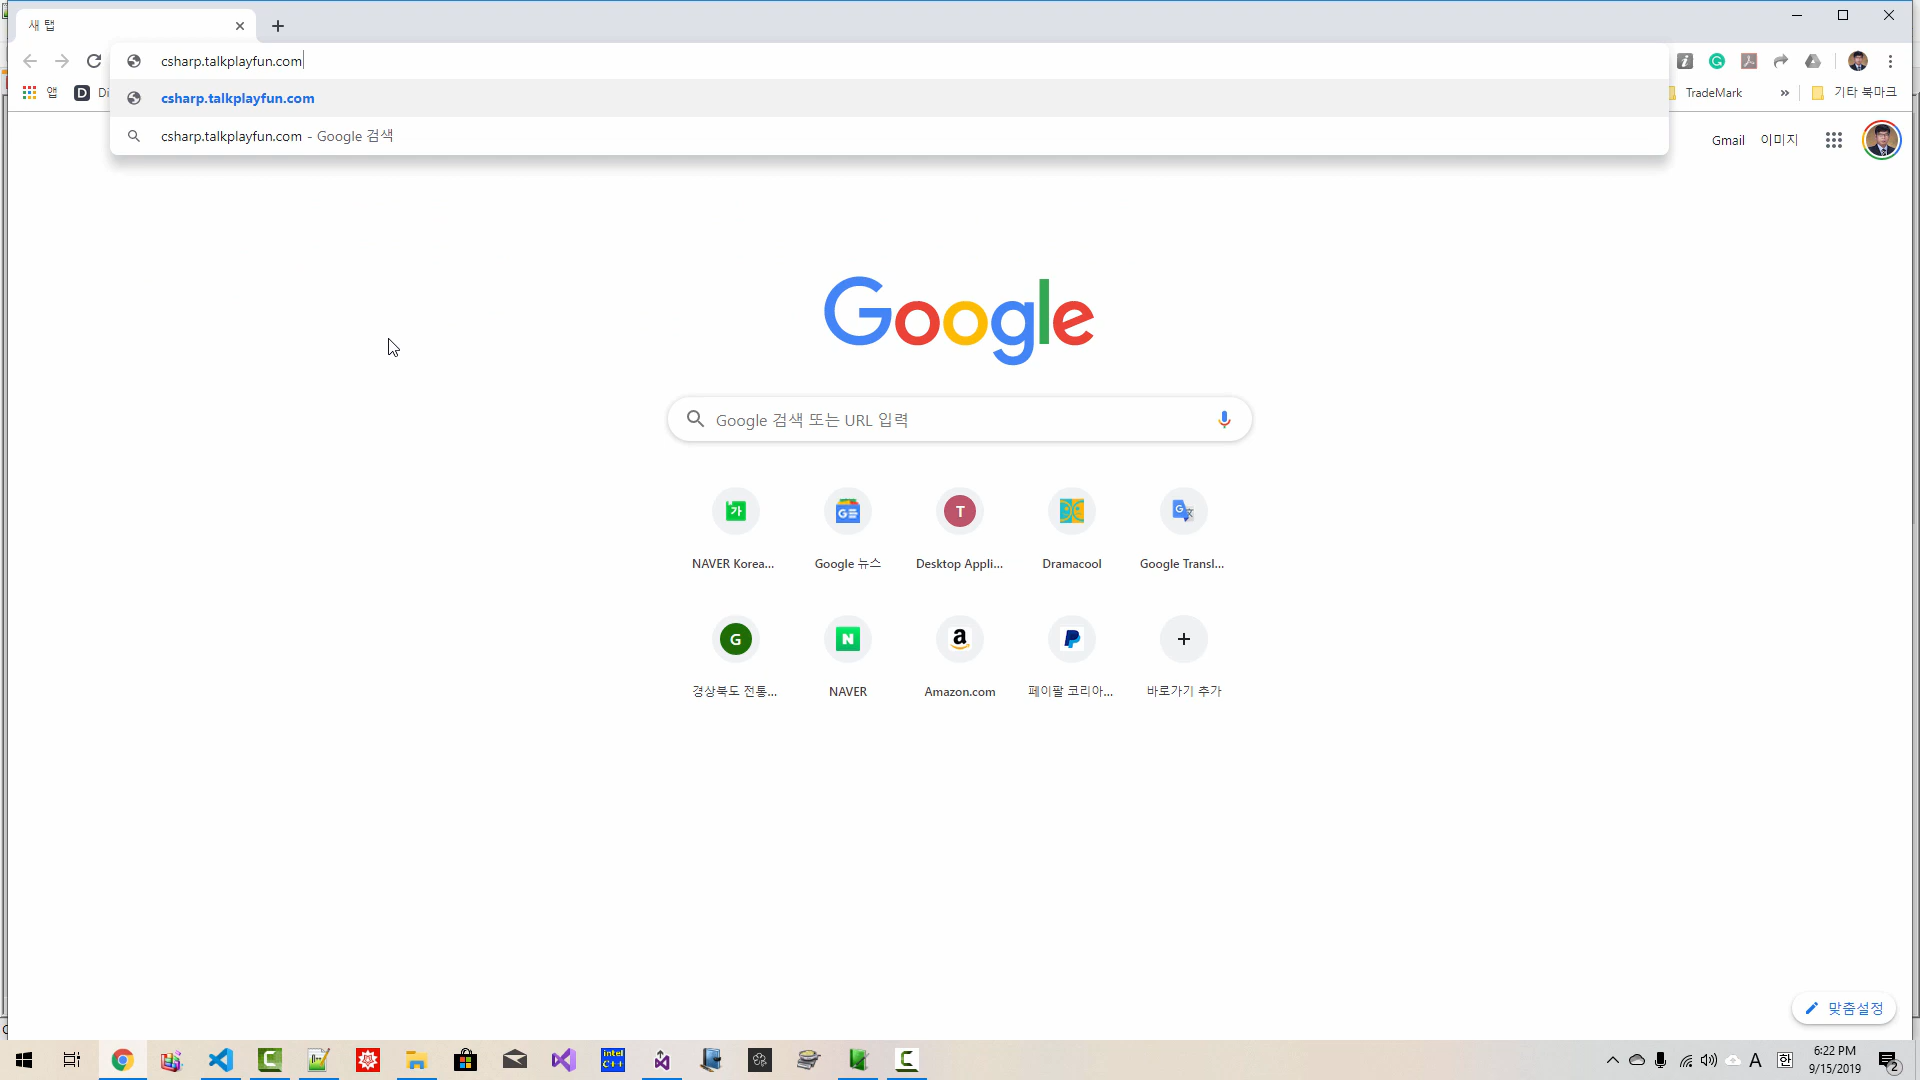 새 탭
csharp.talkplayfun.com
앱
D Di
csharp.talkplayfun.com
TradeMark
기타 북마크
csharp.talkplayfun.com - Google 검색
Gmail 이미지
Google
Google 검색 또는 URL 입력
NAVER Korea... Google 뉴스 Desktop Appli... Dramacool Google Transl...
경상북도 전통... NAVER Amazon.com 페이팔 코리아... 바로가기 추가
맞춤설정
6:22 PM
9/15/2019